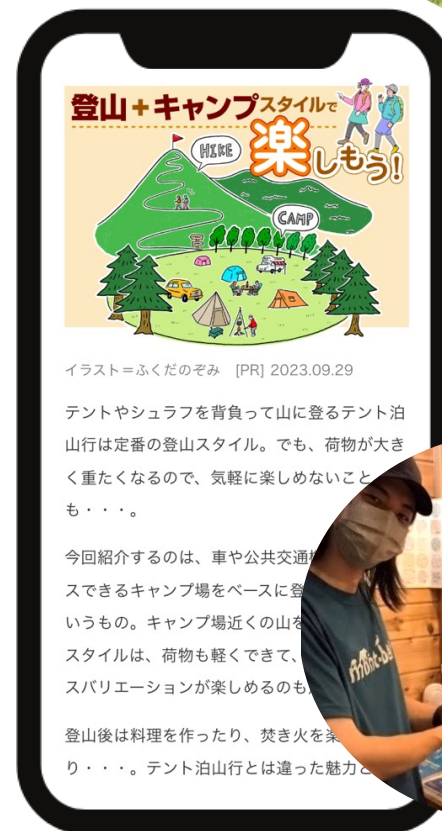 登山+キャンプスタイルで
楽しもう!
HIKE
CAMP
イラスト=ふくだのぞみ [PR] 2023.09.29
テントやシュラフを背負って山に登るテント泊
山行は定番の登山スタイル。でも、荷物が大き
く重たくなるので、気軽に楽しめないこと
も・・・。
今回紹介するのは、車や公共交通
スできるキャンプ場をベースに登
いうもの。キャンプ場近くの山を
スタイルは、荷物も軽くできて、
スバリエーションが楽しめるのも
登山後は料理を作ったり、焚き火を楽
り・・・。テント泊山行とは違った魅力
mont-bell